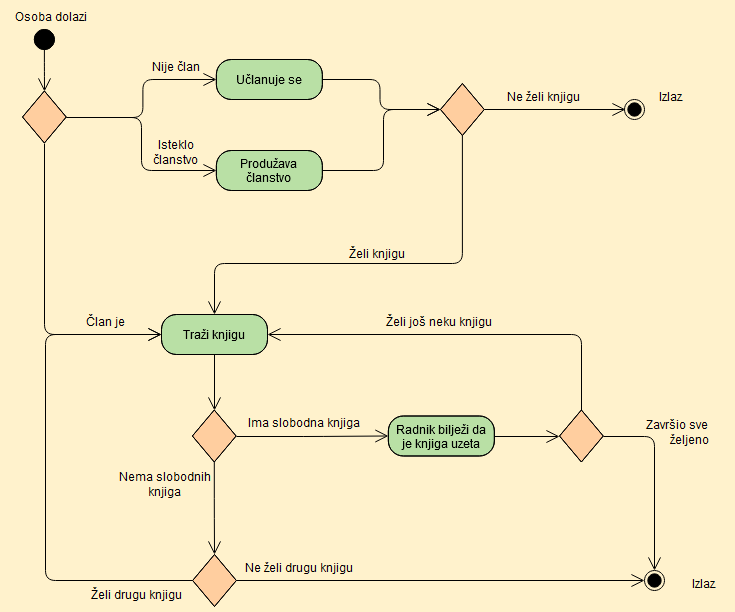 Osoba dolazi
Nije član
Učlanuje se
Ne želi knjigu
Izlaz
Isteklo
članstvo
Produžava
članstvo
Želi knjigu
Član je
Traži knjigu
Želi još neku knjigu
Ima slobodna knjiga
Radnik bilježi da
je knjiga uzeta
Završio sve
željeno
Nema slobodnih
knjiga
Ne želi drugu knjigu
Želi drugu knjigu
Izlaz